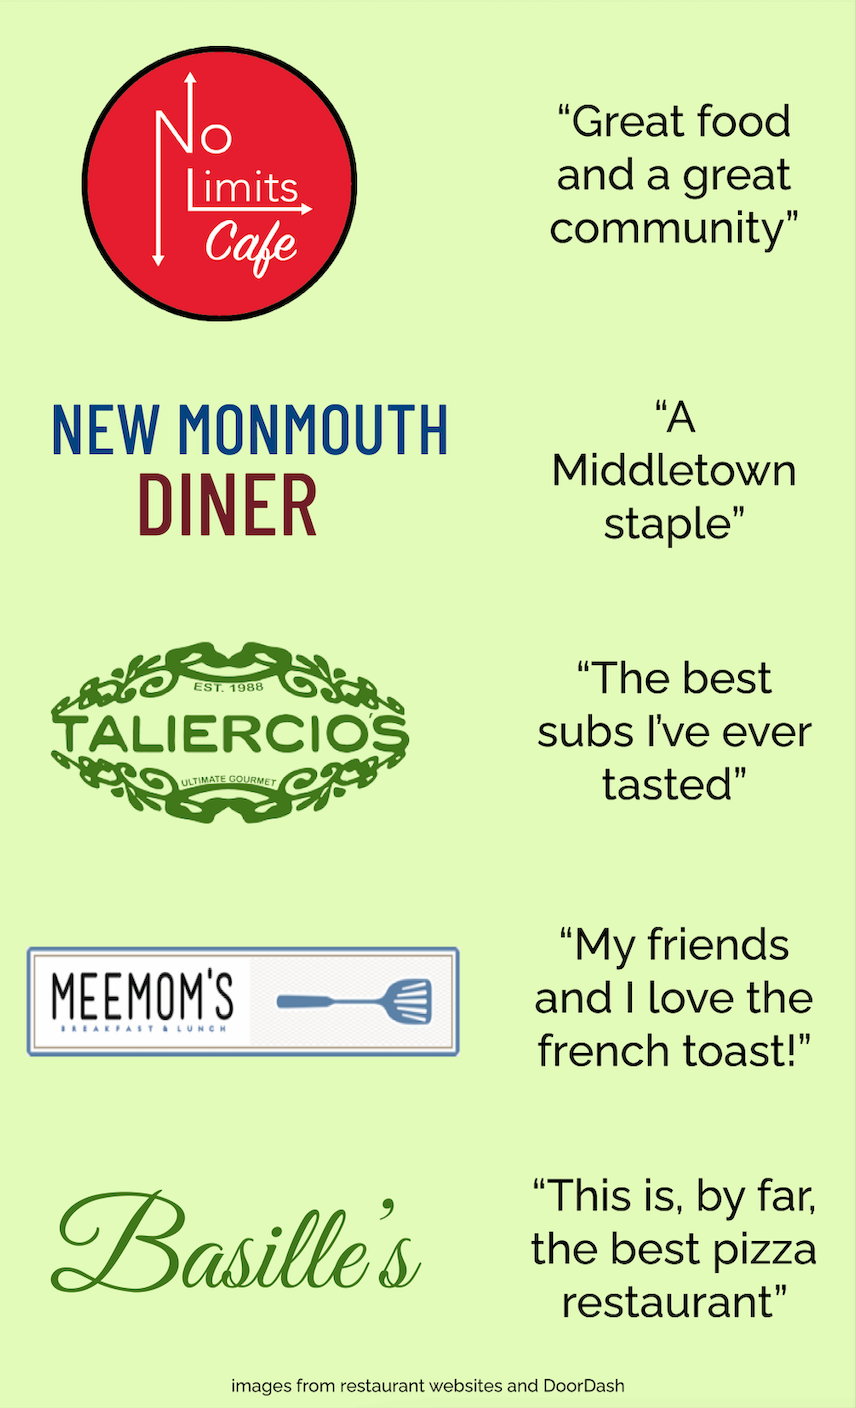 No
Limits
Cafe
“Great food
and a great
community”
NEW MONMOUTH
DINER
“A
Middletown
staple”
EST. 1988
TALIERCIO'S
ULTIMATE GOURMET
“The best
subs I’ve ever
tasted”
MEEMOM'S
BREAKFAST & LUNCH
“My friends
and I love the
french toast!”
Basille's
“This is, by far,
the best pizza
restaurant”
images from restaurant websites and DoorDash